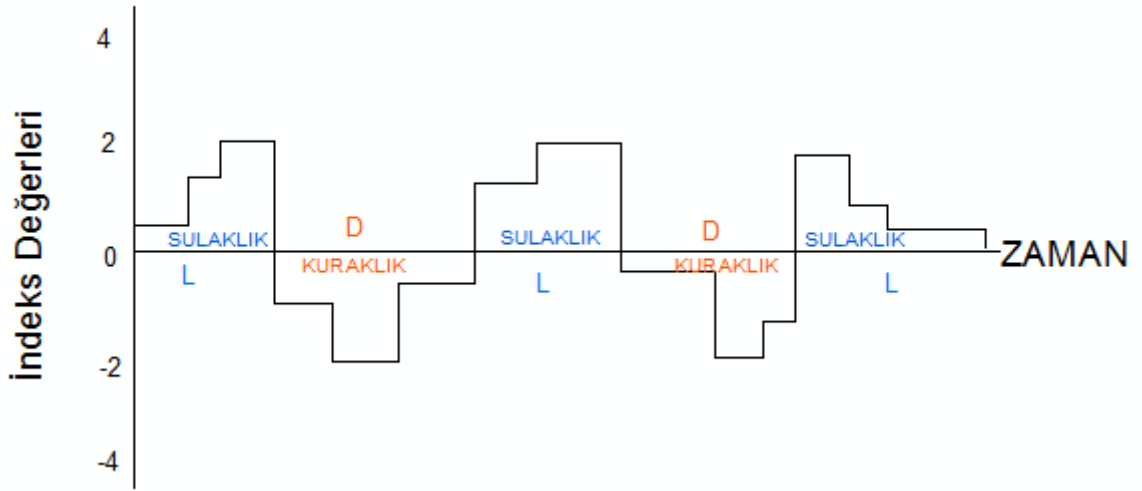 4
2
0
-2
-4
İndeks Değerleri
SULAKLIK
L
D
KURAKLIK
SULAKLIK
L
D
KURAKLIK
SULAKLIK
L
ZAMAN